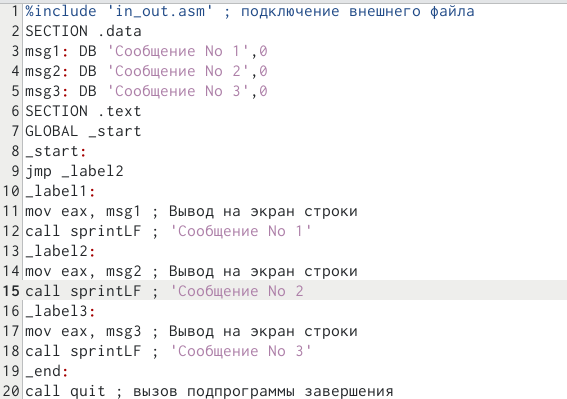 1 %include 'in_out.asm' ; подключение внешнего файла
2 SECTION .data
3 msg1: DB 'Сообщение No 1',0
4 msg2: DB 'Сообщение No 2',0
5 msg3: DB 'Сообщение No 3',0
6 SECTION .text
7 GLOBAL _start
8 _start:
9 jmp _label2
10 _label1:
11 mov eax, msg1 ; Вывод на экран строки
12 call sprintLF ; 'Сообщение No 1'
13 _label2:
14 mov eax, msg2 ; Вывод на экран строки
15 call sprintLF ; 'Сообщение No 2
16 _label3:
17 mov eax, msg3 ; Вывод на экран строки
18 call sprintLF ; 'Сообщение No 3'
19 _end:
20 call quit ; вызов подпрограммы завершения